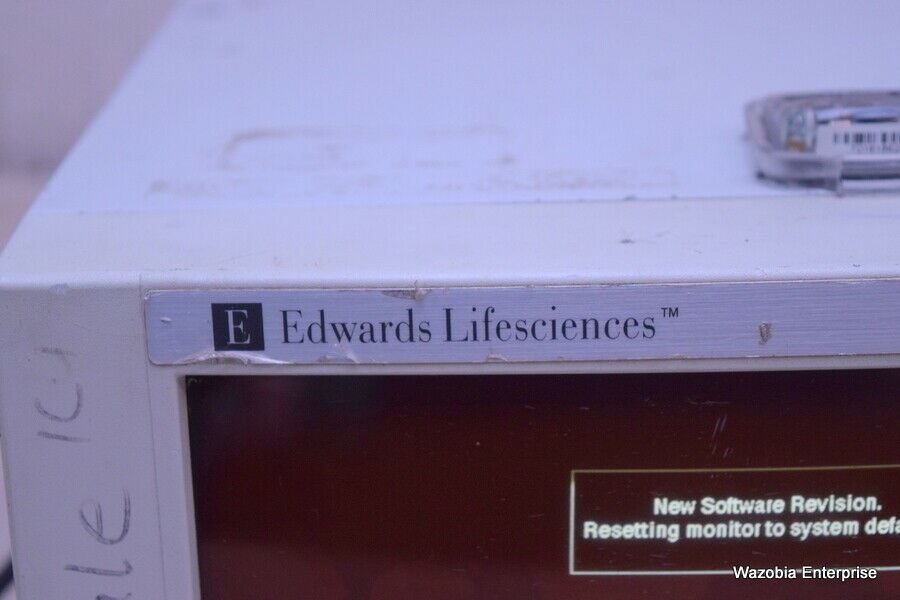 E Edwards Lifesciences™
New Software Revision.
Resetting monitor to system defa
Wazobia Enterprise